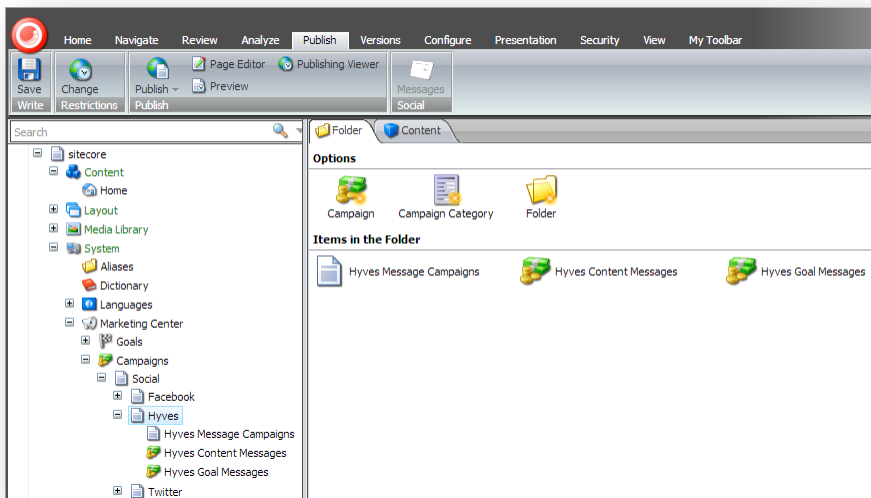 Home Navigate Review Analyze Publish Versions Configure Presentation Security View My Toolbar
Save Change Publish Page Editor Publishing Viewer Preview Messages
Write Restrictions Publish Social
Search
sitecore
Content
Home
Layout
Media Library
System
Aliases
Dictionary
Languages
Marketing Center
Goals
Campaigns
Social
Facebook
Hyves
Hyves Message Campaigns
Hyves Content Messages
Hyves Goal Messages
Twitter
Folder Content
Options
Campaign Campaign Category Folder
Items in the Folder
Hyves Message Campaigns Hyves Content Messages Hyves Goal Messages